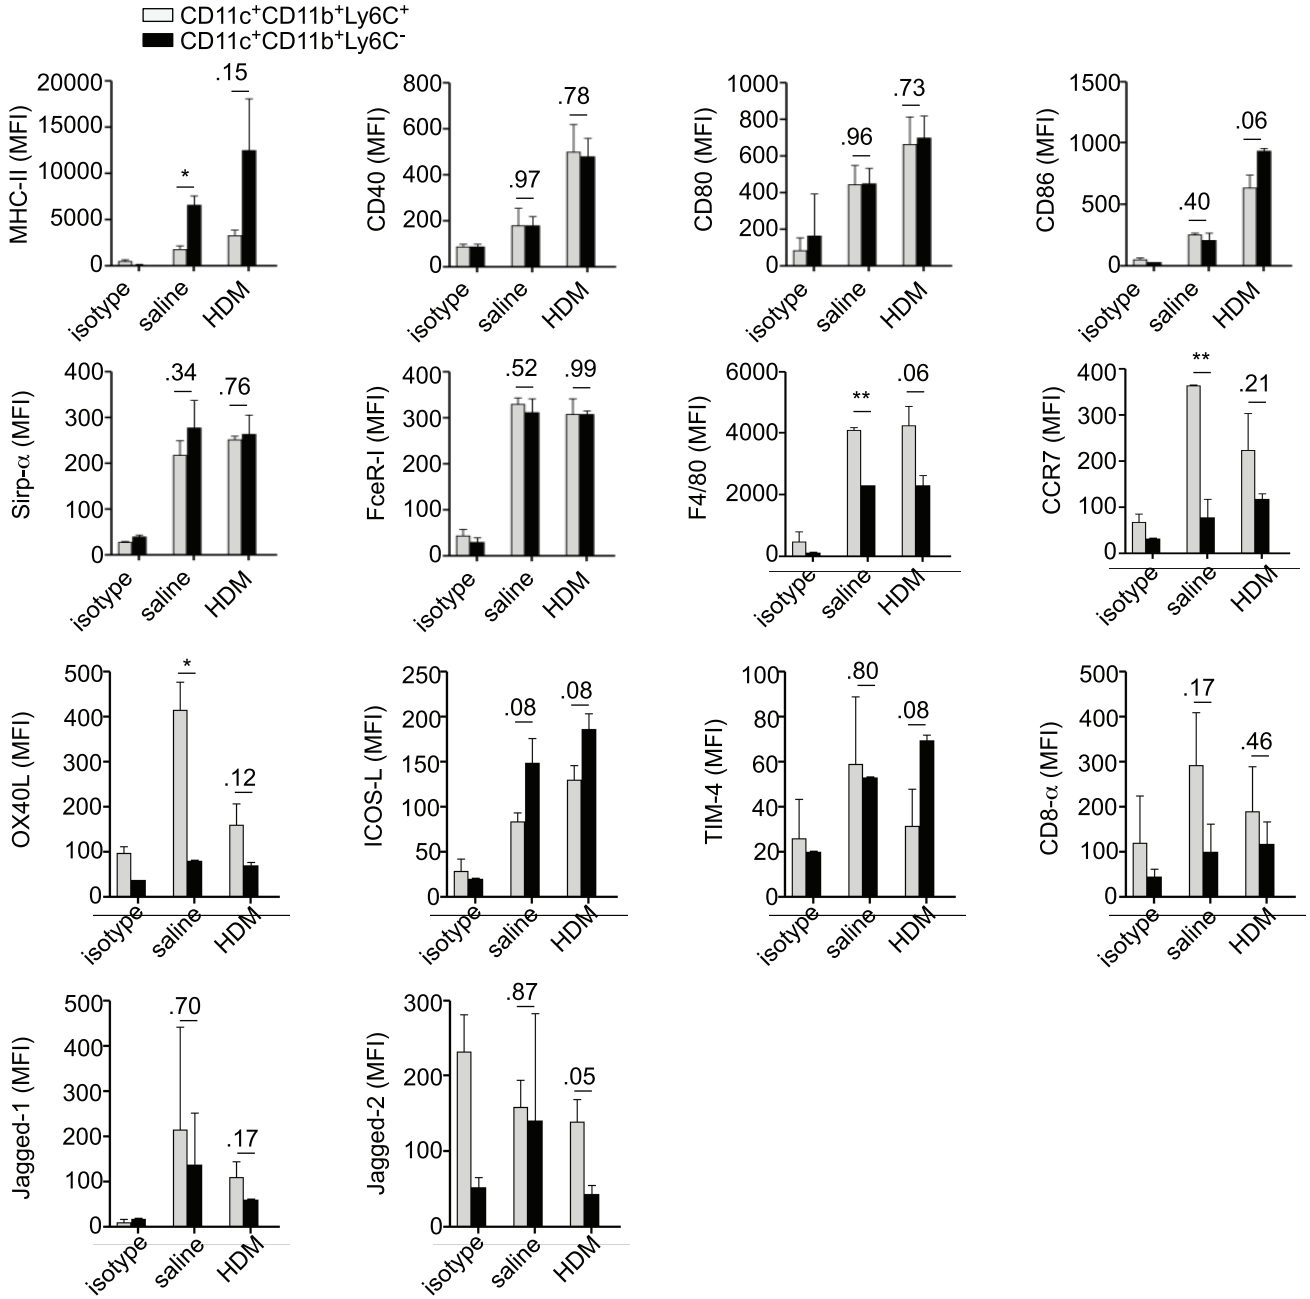 CD11c+CD11b+Ly6C+
CD11c+CD11b+Ly6C-
MHC-II (MFI)
20000
15000
10000
5000
0
*
.15
isotype
saline
HDM
CD40 (MFI)
800
600
400
200
0
.97
.78
isotype
saline
HDM
CD80 (MFI)
1000
800
600
400
200
0
.96
.73
isotype
saline
HDM
CD86 (MFI)
1500
1000
500
0
.40
.06
isotype
saline
HDM
Sirp-α (MFI)
400
300
200
100
0
.34
.76
isotype
saline
HDM
FceR-I (MFI)
400
300
200
100
0
.52
.99
isotype
saline
HDM
F4/80 (MFI)
6000
4000
2000
0
**
.06
isotype
saline
HDM
CCR7 (MFI)
400
300
200
100
0
**
.21
isotype
saline
HDM
OX40L (MFI)
500
400
300
200
100
0
*
.12
isotype
saline
HDM
ICOS-L (MFI)
250
200
150
100
50
0
.08
.08
isotype
saline
HDM
TIM-4 (MFI)
100
80
60
40
20
0
.80
.08
isotype
saline
HDM
CD8-α (MFI)
500
400
300
200
100
0
.17
.46
isotype
saline
HDM
Jagged-1 (MFI)
500
400
300
200
100
0
.70
.17
isotype
saline
HDM
Jagged-2 (MFI)
300
200
100
0
.87
.05
isotype
saline
HDM